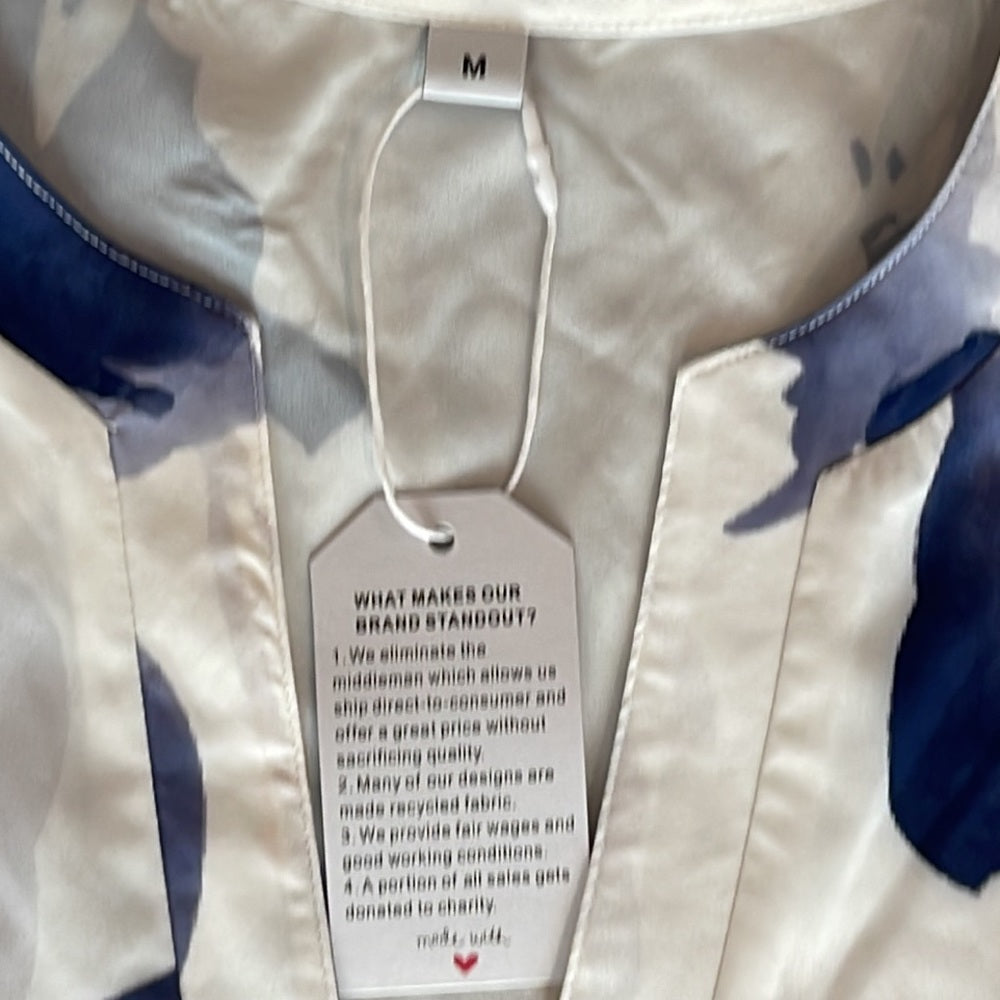 M
WHAT MAKES OUR
BRAND STANDOUT?
1.We eliminate the
middleman which allows us
ship direct-to-consumer and
offer a great price without
sacrificing quality.
2.Many of our designs are
made recycled fabric.
3.We provide fair wages and
good working conditions.
4.A portion of all sales gets
donated to charity.
made with